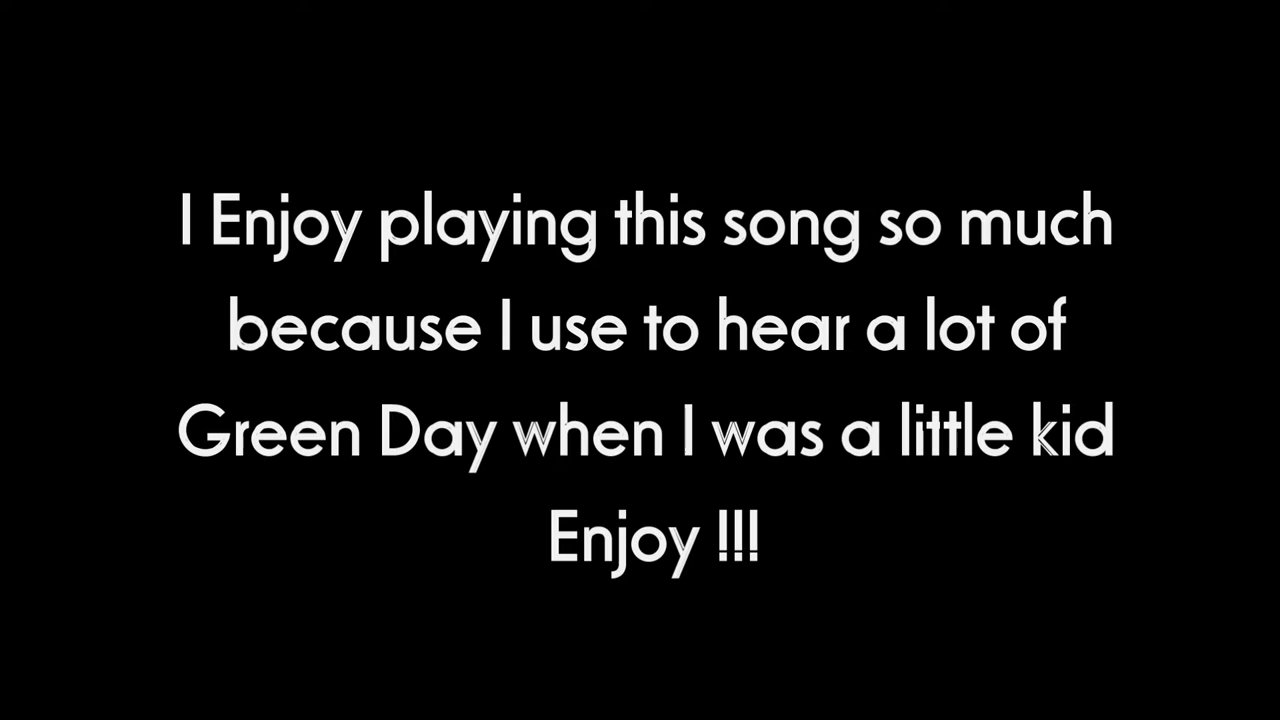 I Enjoy playing this song so much
because I use to hear a lot of
Green Day when I was a little kid
Enjoy !!!